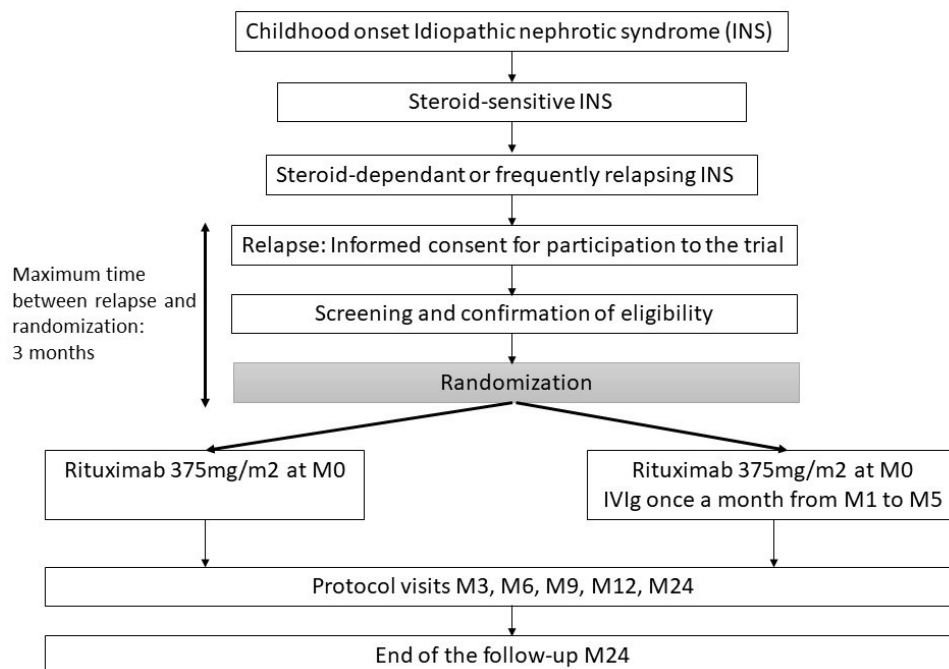 Childhood onset Idiopathic nephrotic syndrome (INS)
Steroid-sensitive INS
Steroid-dependant or frequently relapsing INS
Relapse: Informed consent for participation to the trial
Maximum time
between relapse and
randomization:
3 months
Screening and confirmation of eligibility
Randomization
Rituximab 375mg/m2 at M0
Rituximab 375mg/m2 at M0
IVIg once a month from M1 to M5
Protocol visits M3, M6, M9, M12, M24
End of the follow-up M24